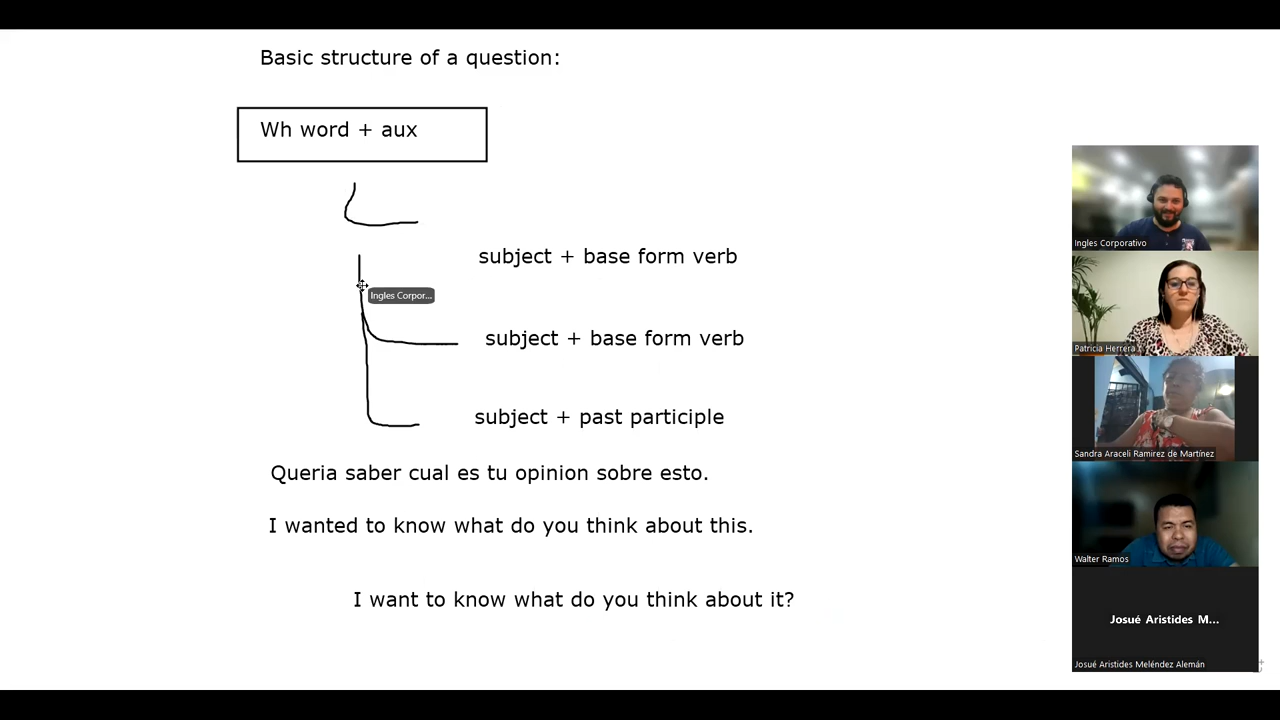 Basic structure of a question:
Wh word + aux
subject + base form verb
Ingles Corpor...
subject + base form verb
subject + past participle
Queria saber cual es tu opinion sobre esto.
I wanted to know what do you think about this.
I want to know what do you think about it?
Ingles Corporativo
Patricia Herrera
Sandra Araceli Ramirez de Martínez
Walter Ramos
Josué Aristides M...
Josué Aristides Meléndez Alemán